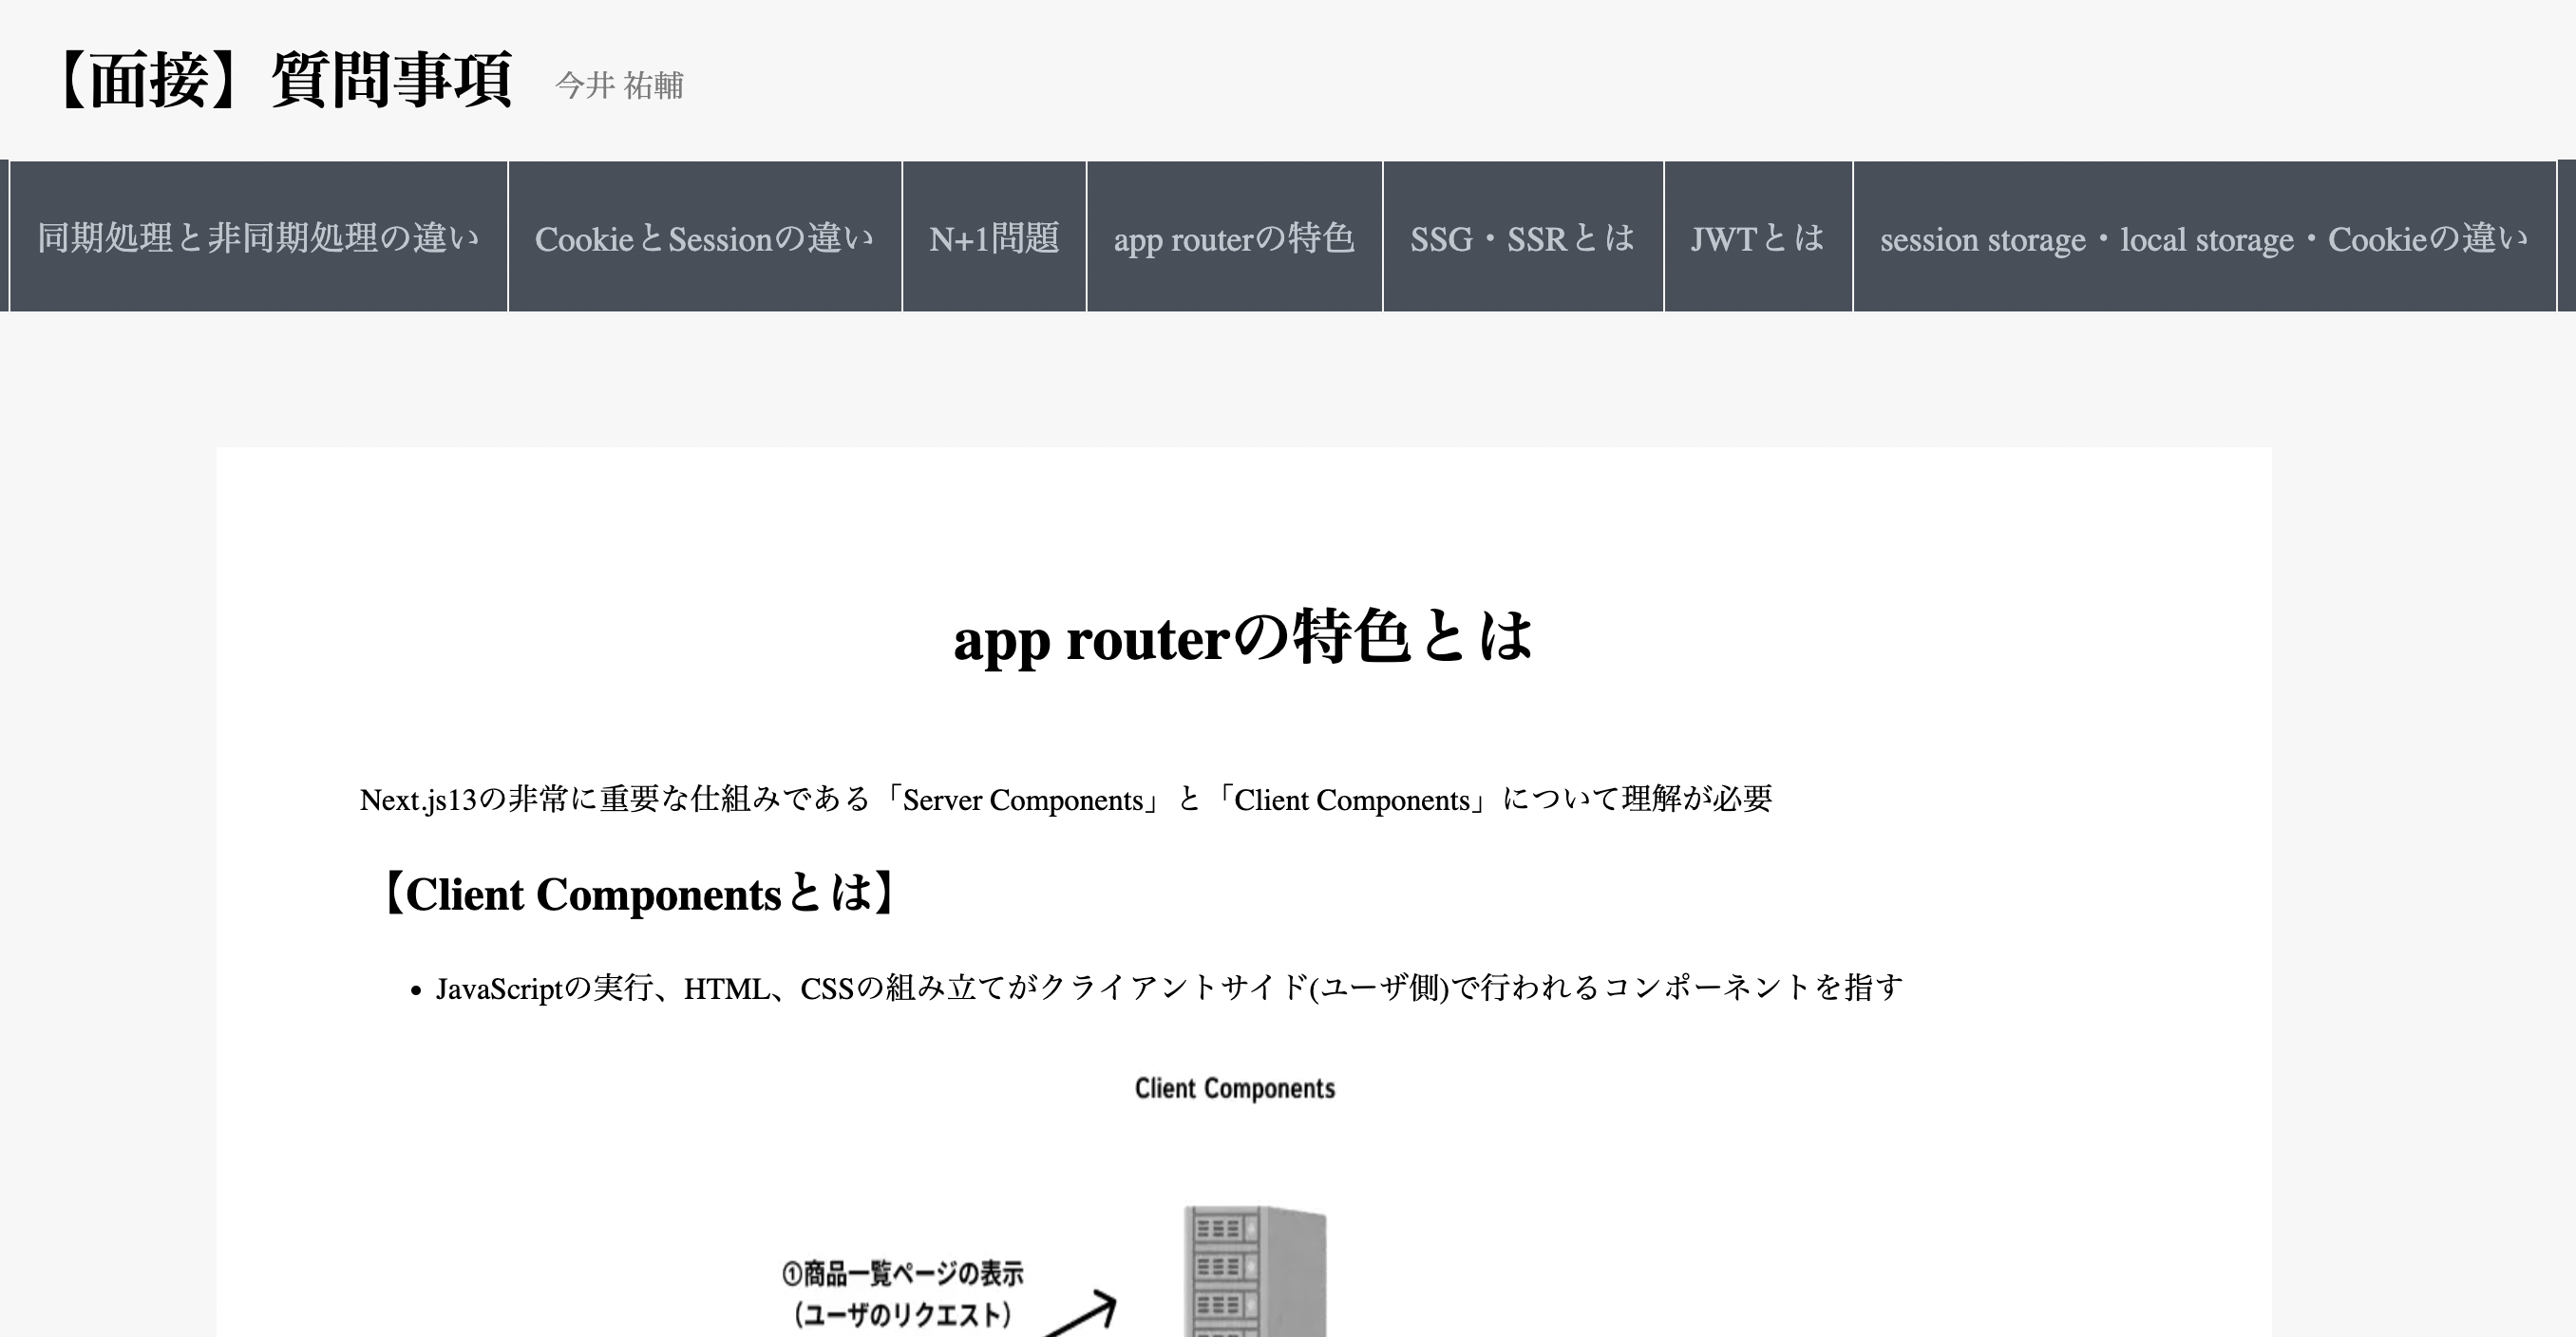 【面接】質問事項 今井 祐輔
同期処理と非同期処理の違い CookieとSessionの違い N+1問題 app routerの特色 SSG・SSRとは JWTとは session storage・local storage・Cookieの違い
app routerの特色とは
Next.js13の非常に重要な仕組みである「Server Components」と「Client Components」について理解が必要
【Client Componentsとは】
• JavaScriptの実行、HTML、CSSの組み立てがクライアントサイド(ユーザ側)で行われるコンポーネントを指す
Client Components
①商品一覧ページの表示
（ユーザのリクエスト）